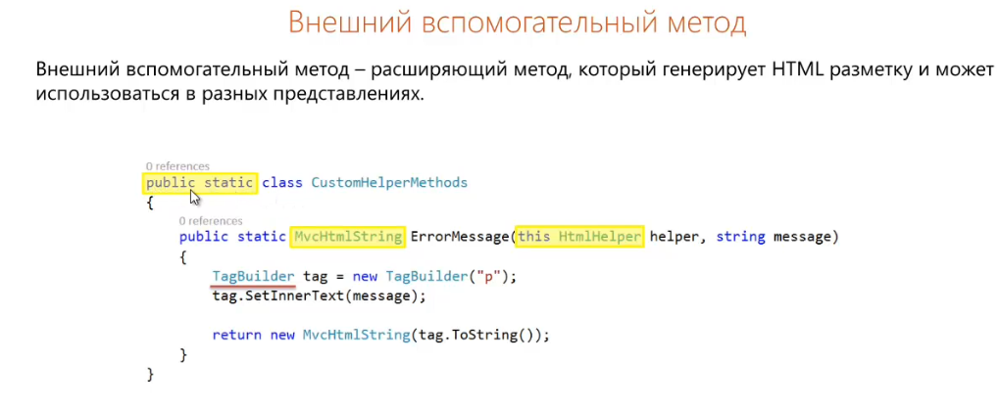 Внешний вспомогательный метод
Внешний вспомогательный метод – расширяющий метод, который генерирует HTML разметку и может
использоваться в разных представлениях.
0 references
public static class CustomHelperMethods
{
0 references
public static MvcHtmlString ErrorMessage(this HtmlHelper helper, string message)
{
TagBuilder tag = new TagBuilder("p");
tag.SetInnerText(message);
return new MvcHtmlString(tag.ToString());
}
}